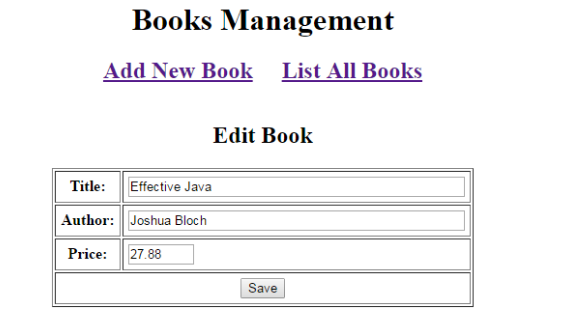 Books Management
Add New Book List All Books
Edit Book
Title: Effective Java
Author: Joshua Bloch
Price: 27.88
Save